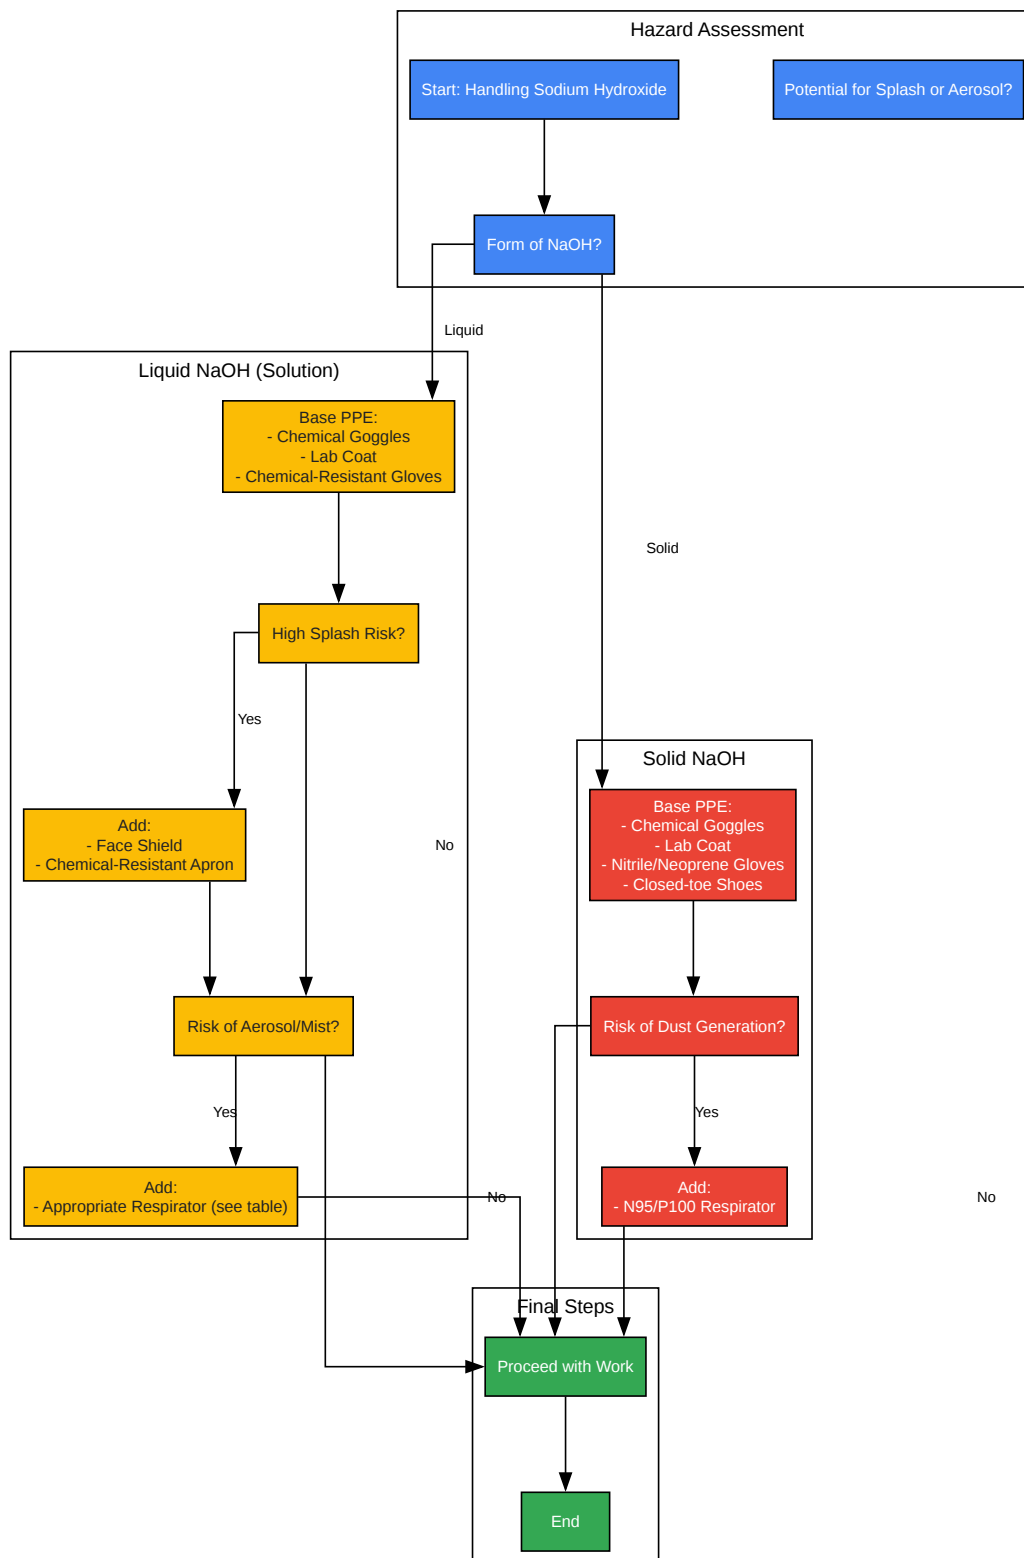 Hazard Assessment
Start: Handling Sodium Hydroxide
Potential for Splash or Aerosol?
Form of NaOH?
Liquid
Liquid NaOH (Solution)
Base PPE:
- Chemical Goggles
- Lab Coat
- Chemical-Resistant Gloves
Solid
High Splash Risk?
Yes
Solid NaOH
Base PPE:
- Chemical Goggles
- Lab Coat
- Nitrile/Neoprene Gloves
- Closed-toe Shoes
Add:
- Face Shield
- Chemical-Resistant Apron
No
Risk of Aerosol/Mist?
Risk of Dust Generation?
Yes
Yes
Add:
- Appropriate Respirator (see table)
No
Add:
- N95/P100 Respirator
No
Final Steps
Proceed with Work
End